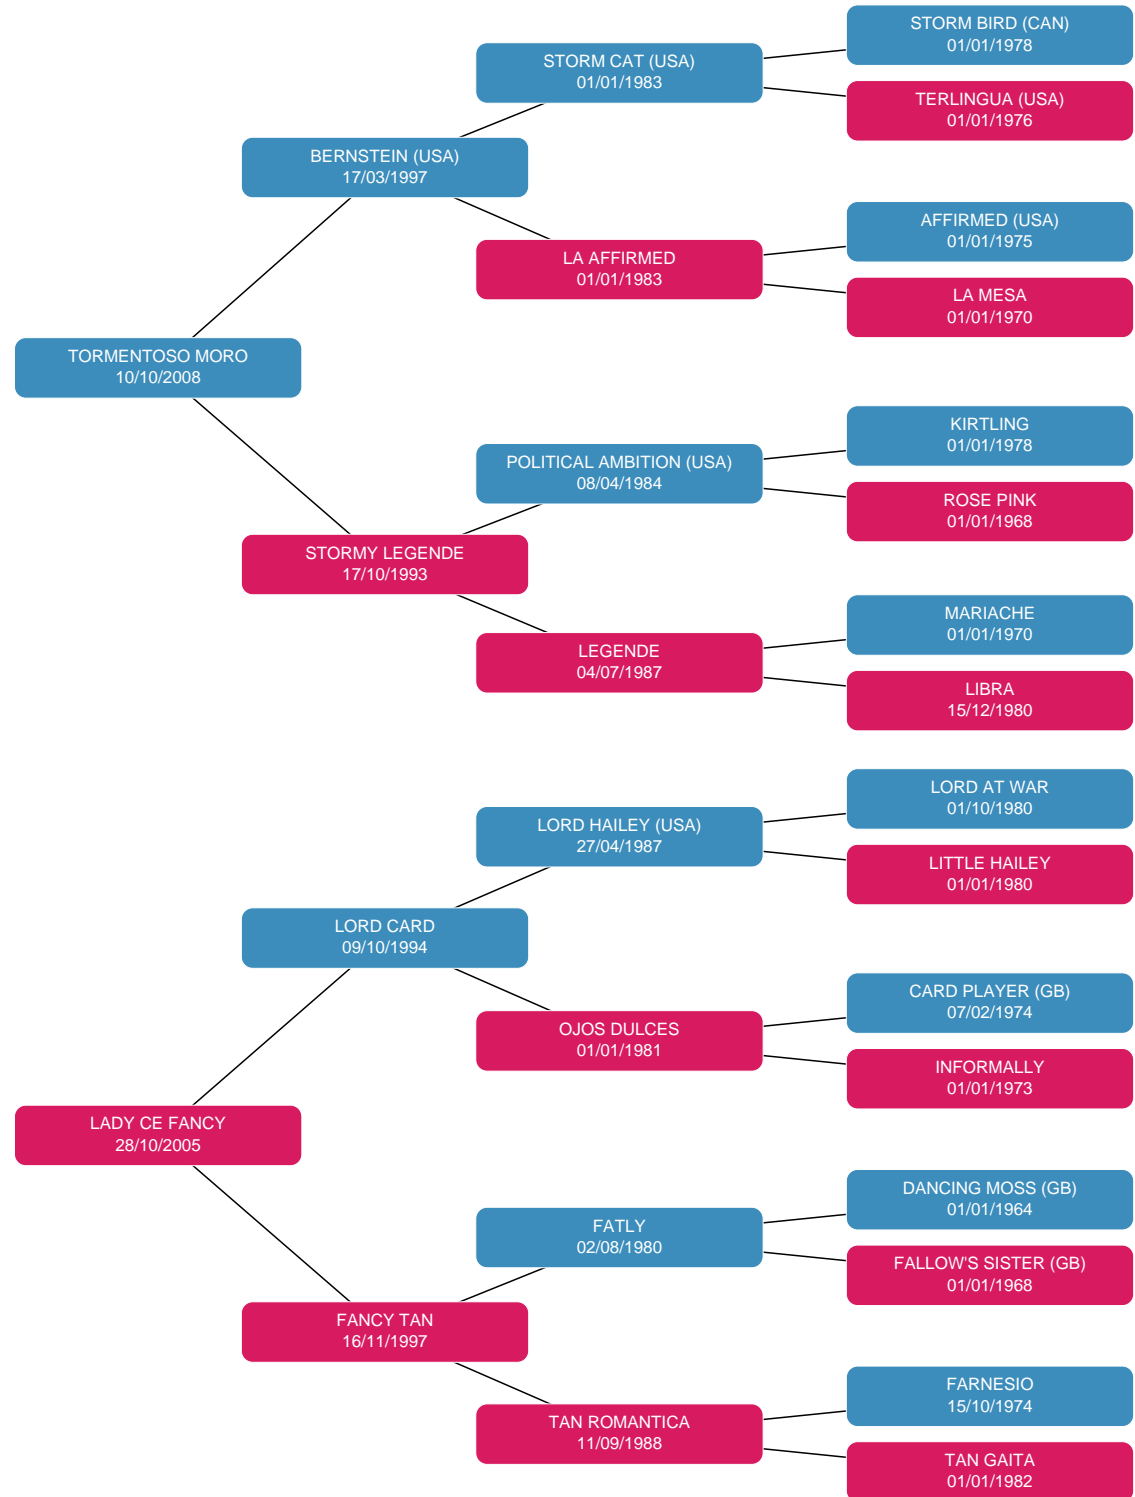 STORM BIRD (CAN)
01/01/1978
STORM CAT (USA)
01/01/1983
TERLINGUA (USA)
01/01/1976
BERNSTEIN (USA)
17/03/1997
AFFIRMED (USA)
01/01/1975
LA AFFIRMED
01/01/1983
LA MESA
01/01/1970
TORMENTOSO MORO
10/10/2008
KIRTLING
01/01/1978
POLITICAL AMBITION (USA)
08/04/1984
ROSE PINK
01/01/1968
STORMY LEGENDE
17/10/1993
MARIACHE
01/01/1970
LEGENDE
04/07/1987
LIBRA
15/12/1980
LORD AT WAR
01/10/1980
LORD HAILEY (USA)
27/04/1987
LITTLE HAILEY
01/01/1980
LORD CARD
09/10/1994
CARD PLAYER (GB)
07/02/1974
OJOS DULCES
01/01/1981
INFORMALLY
01/01/1973
LADY CE FANCY
28/10/2005
DANCING MOSS (GB)
01/01/1964
FATLY
02/08/1980
FALLOW'S SISTER (GB)
01/01/1968
FANCY TAN
16/11/1997
FARNESIO
15/10/1974
TAN ROMANTICA
11/09/1988
TAN GAITA
01/01/1982